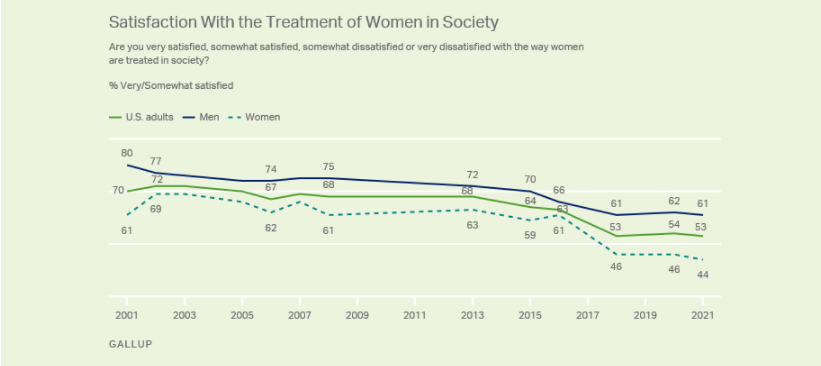 Satisfaction With the Treatment of Women in Society
Are you very satisfied, somewhat satisfied, somewhat dissatisfied or very dissatisfied with the way women
are treated in society?
% Very/Somewhat satisfied
U.S. adults Men Women
80 77 74 75 72 70 66 61 62 61
70 72 67 68 68 64 63 53 54 53
61 69 62 61 63 59 61 46 46 44
2001 2003 2005 2007 2009 2011 2013 2015 2017 2019 2021
GALLUP